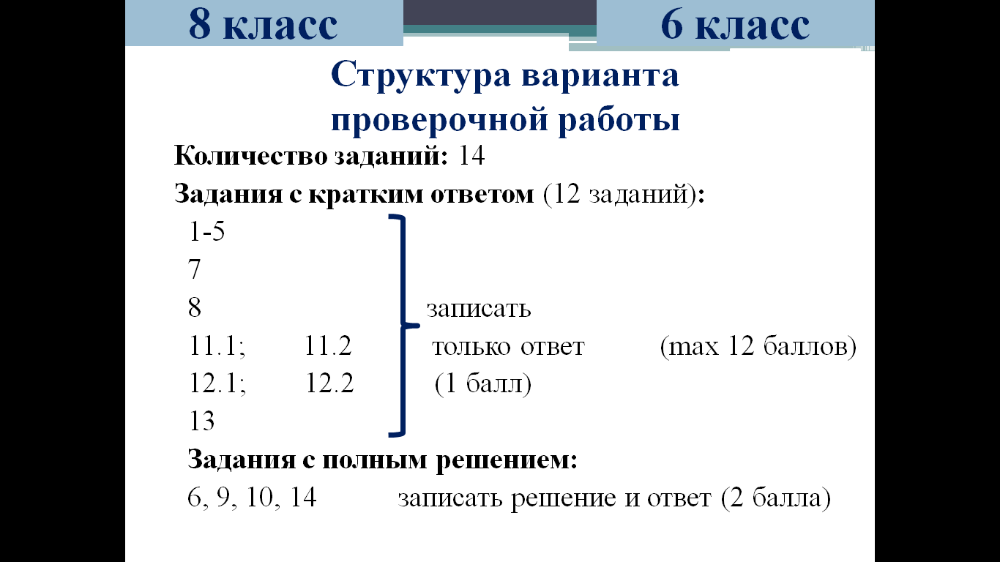 8 класс 6 класс
Структура варианта
проверочной работы
Количество заданий: 14
Задания с кратким ответом (12 заданий):
1-5
7
8 записать
11.1; 11.2 только ответ (max 12 баллов)
12.1; 12.2 (1 балл)
13
Задания с полным решением:
6, 9, 10, 14 записать решение и ответ (2 балла)